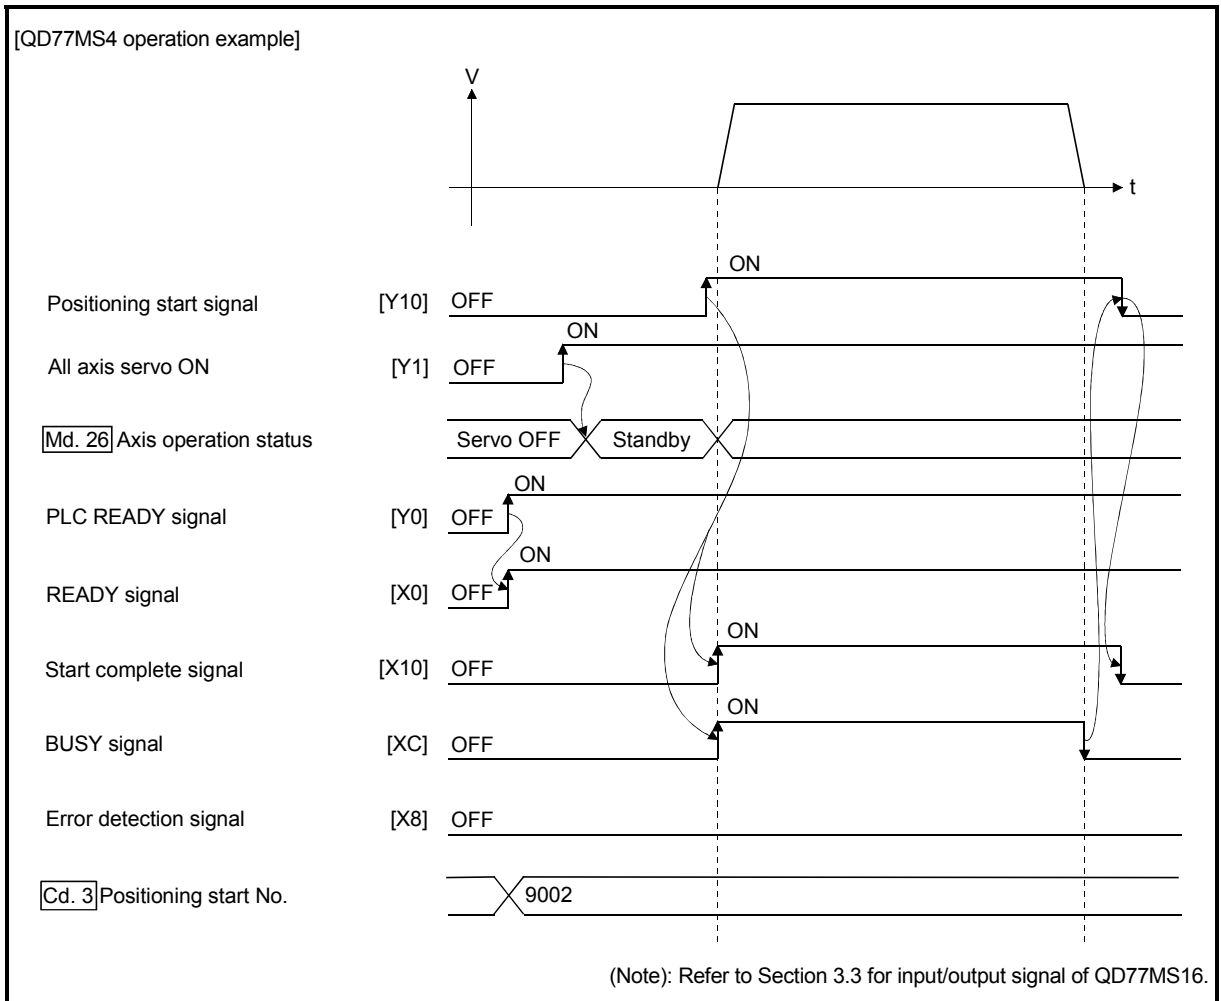 [QD77MS4 operation example]
V
t
ON
Positioning start signal [Y10] OFF
ON
All axis servo ON [Y1] OFF
Md. 26 Axis operation status Servo OFF Standby
ON
PLC READY signal [Y0] OFF
ON
READY signal [X0] OFF
ON
Start complete signal [X10] OFF
ON
BUSY signal [XC] OFF
Error detection signal [X8] OFF
Cd. 3 Positioning start No. 9002
(Note): Refer to Section 3.3 for input/output signal of QD77MS16.